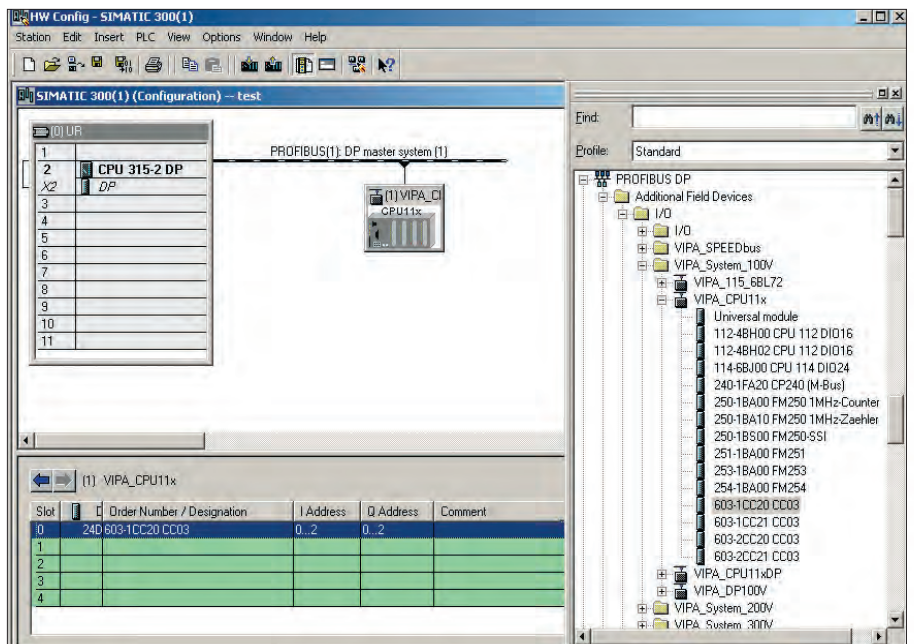 HW Config - SIMATIC 300(1)
Station Edit Insert PLC View Options Window Help
SIMATIC 300(1) (Configuration) -- test
(0) UR
1
2 CPU 315-2 DP
X2 DP
3
4
5
6
7
8
9
10
11
PROFIBUS(1): DP master system (1)
(1) VIPA_CI
CPU11x
(1) VIPA_CPU11x
Slot D Order Number / Designation I Address Q Address Comment
0 24D 603-1CC20 CC03 0...2 0...2
1
2
3
4
Find:
Profile: Standard
PROFIBUS DP
Additional Field Devices
I/O
I/O
VIPA_SPEEDbus
VIPA_System_100V
VIPA_115_6BL72
VIPA_CPU11x
Universal module
112-4BH00 CPU 112 DIO16
112-4BH02 CPU 112 DIO16
114-6BJ00 CPU 114 DIO24
240-1FA20 CP240 (M-Bus)
250-1BA00 FM250 1MHz-Counter
250-1BA10 FM250 1MHz-Zaehler
250-1BS00 FM250-SSI
251-1BA00 FM251
253-1BA00 FM253
254-1BA00 FM254
603-1CC20 CC03
603-1CC21 CC03
603-2CC20 CC03
603-2CC21 CC03
VIPA_CPU11xDP
VIPA_DP100V
VIPA_System_200V
VIPA_System_300V